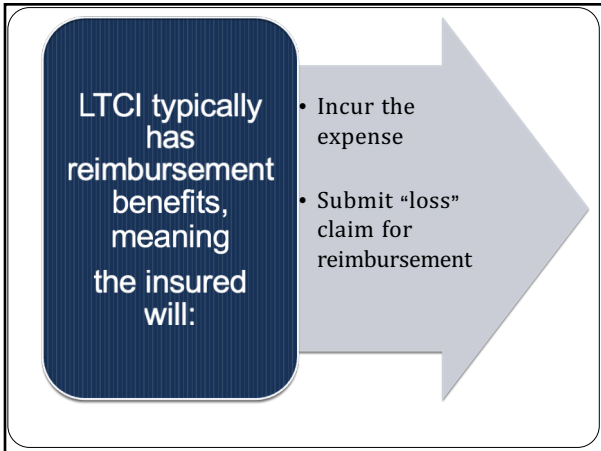 LTCI typically
has
reimbursement
benefits,
meaning
the insured
will:
• Incur the
expense
• Submit “loss”
claim for
reimbursement